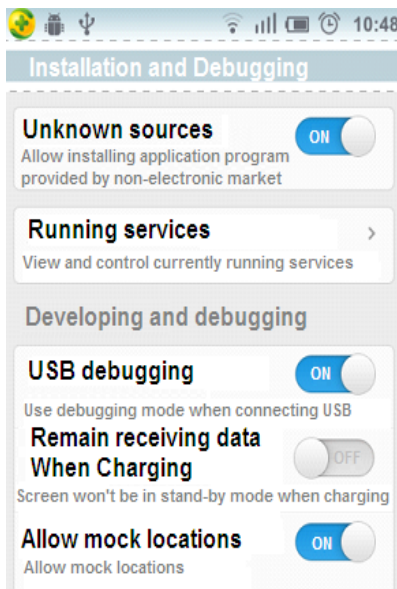 10:48
Installation and Debugging
Unknown sources
ON
Allow installing application program
provided by non-electronic market
Running services
View and control currently running services
Developing and debugging
USB debugging
ON
Use debugging mode when connecting USB
Remain receiving data
When Charging
OFF
Screen won't be in stand-by mode when charging
Allow mock locations
ON
Allow mock locations